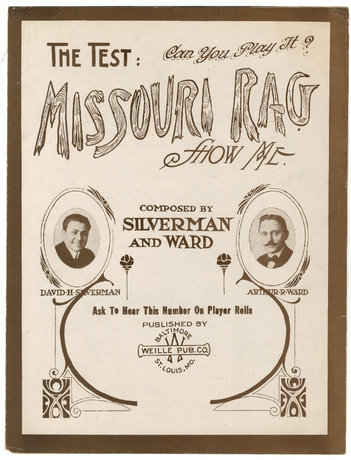 THE TEST: Can You Play It?
MISSOURI RAG
SHOW ME.
COMPOSED BY
SILVERMAN
AND WARD
DAVID·H·SILVERMAN
ARTHUR·R·WARD
Ask To Hear This Number On Player Rolls
PUBLISHED BY
BALTIMORE
WEILLE PUB. CO.
ST. LOUIS, MO.